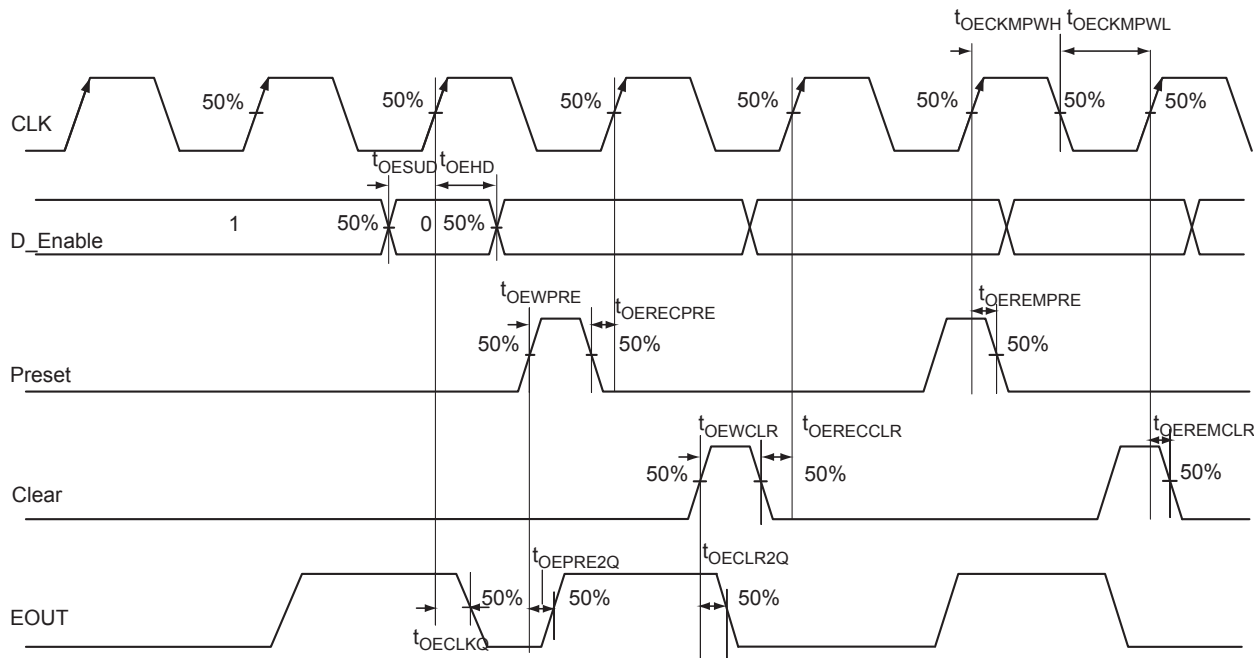 tOECKMPWH tOECKMPWL
CLK 50% 50% 50% 50% 50% 50% 50%
tOESUD tOEHD
D_Enable 1 50% 0 50%
tOEWPRE tOERECPRE tOEREMPRE
Preset 50% 50% 50%
tOEWCLR tOERECCLR tOEREMCLR
Clear 50% 50% 50%
tOEPRE2Q tOECLR2Q
EOUT 50% 50% 50%
tOECLKQ